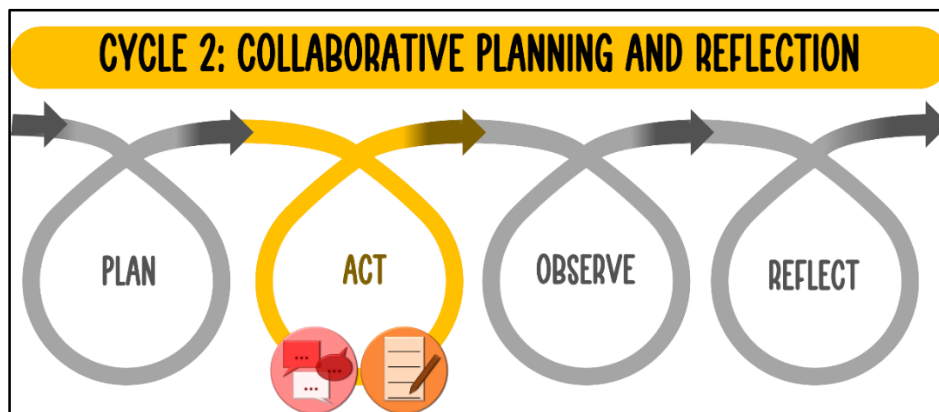 CYCLE 2: COLLABORATIVE PLANNING AND REFLECTION
PLAN
ACT
OBSERVE
REFLECT